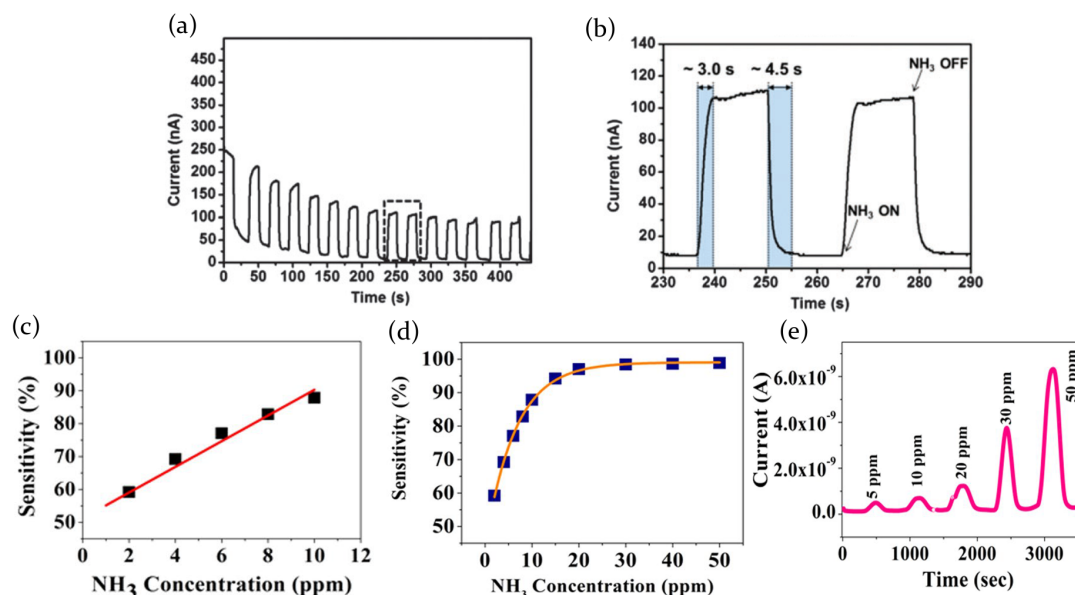 (a)
500
450
400
350
300
250
200
150
100
50
0
Current (nA)
0 50 100 150 200 250 300 350 400
Time (s)
(b)
140
120
100
80
60
40
20
0
Current (nA)
~ 3.0 s
~ 4.5 s
NH3 OFF
NH3 ON
230 240 250 260 270 280 290
Time (s)
(c)
100
90
80
70
60
50
Sensitivity (%)
0 2 4 6 8 10 12
NH3 Concentration (ppm)
(d)
100
90
80
70
60
50
Sensitivity (%)
0 10 20 30 40 50
NH3 Concentration (ppm)
(e)
6.0x10-9
4.0x10-9
2.0x10-9
0.0
Current (A)
5 ppm
10 ppm
20 ppm
30 ppm
50 ppm
0 1000 2000 3000
Time (sec)